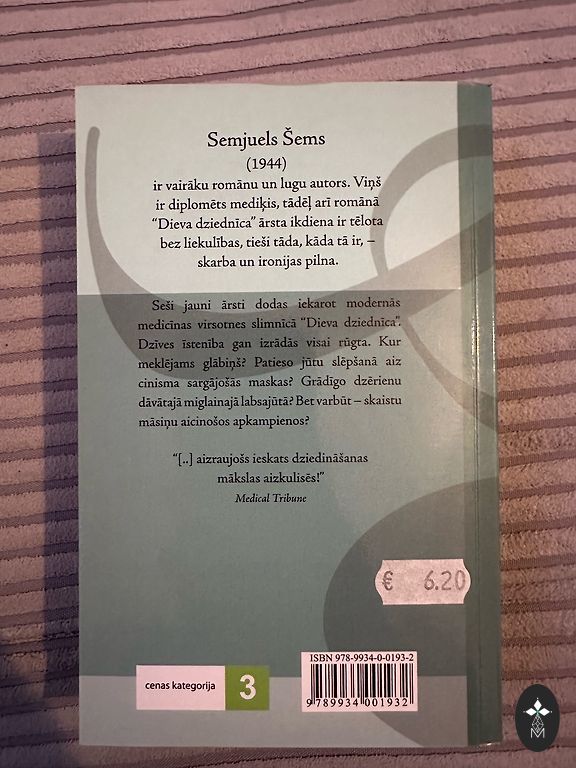 Semjuels Šems
(1944)
ir vairāku romānu un lugu autors. Viņš
ir diplomēts mediķis, tādēļ arī romānā
“Dieva dziednīca” ārsta ikdiena ir tēlota
bez liekulības, tieši tāda, kāda tā ir, –
skarba un ironijas pilna.
Seši jauni ārsti dodas iekarot modernās
medicīnas virsotnes slimnīcā “Dieva dziednīca”.
Dzīves īstenība gan izrādās visai rūgta. Kur
meklējams glābiņš? Patieso jūtu slēpšanā aiz
cinisma sargājošās maskas? Grādīgo dzērienu
dāvātajā miglainajā labsajūtā? Bet varbūt – skaistu
māsiņu aicinošos apkampienos?
“[..] aizraujošs ieskats dziedināšanas
mākslas aizkulisēs!”
Medical Tribune
€ 6.20
ISBN 978-9934-0-0193-2
9 789934 001932
cenas kategorija 3
M